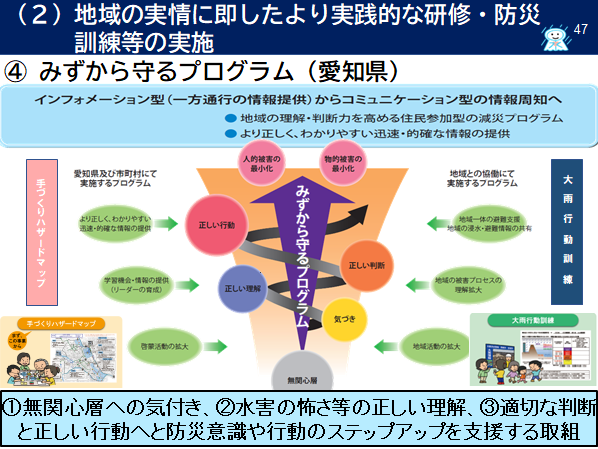 （２）地域の実情に即したより実践的な研修・防災
訓練等の実施
47
④ みずから守るプログラム（愛知県）
インフォメーション型（一方通行の情報提供）からコミュニケーション型の情報周知へ
● 地域の理解・判断力を高める住民参加型の減災プログラム
● より正しく、わかりやすい迅速・的確な情報の提供
人的被害の
最小化
物的被害の
最小化
手づくりハザードマップ
愛知県及び市町村にて
実施するプログラム
地域との協働にて
実施するプログラム
大雨行動訓練
みずから守るプログラム
より正しく、わかりやすい
迅速・的確な情報の提供
正しい行動
地域一体の避難支援
地域の浸水・避難情報の共有
正しい判断
学習機会・情報の提供
（リーダーの育成）
正しい理解
地域の被害プロセスの
理解拡大
気づき
手づくりハザードマップ
まず、
この事業
から
大雨行動訓練
啓蒙活動の拡大
地域活動の拡大
無関心層
①無関心層への気付き、②水害の怖さ等の正しい理解、③適切な判断
と正しい行動へと防災意識や行動のステップアップを支援する取組